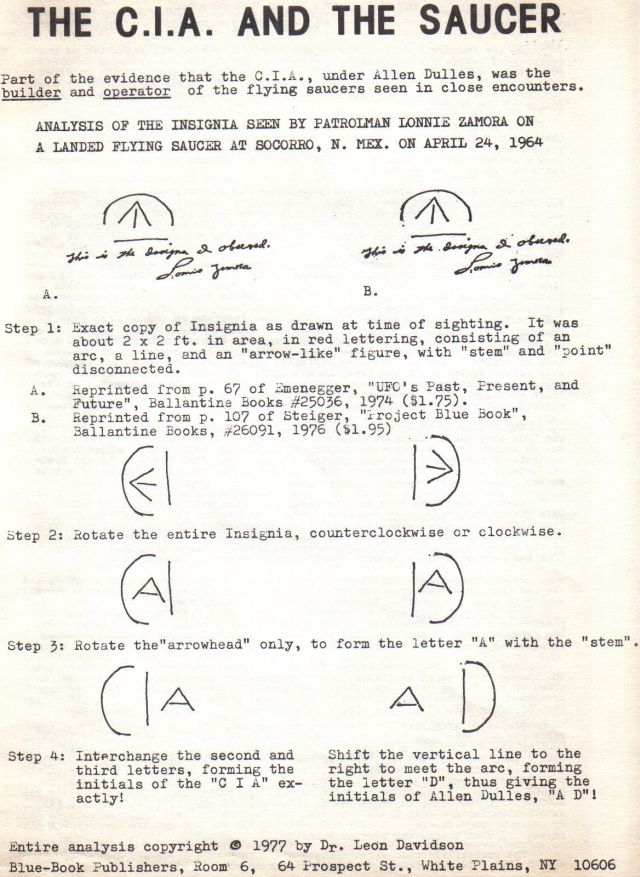 THE C.I.A. AND THE SAUCER
Part of the evidence that the C.I.A., under Allen Dulles, was the
builder and operator of the flying saucers seen in close encounters.
ANALYSIS OF THE INSIGNIA SEEN BY PATROLMAN LONNIE ZAMORA ON
A LANDED FLYING SAUCER AT SOCORRO, N. MEX. ON APRIL 24, 1964
This is the designa I obsured.
Lonnie Zamora
This is the designa I obsured.
Lonnie Zamora
A.
B.
Step 1: Exact copy of Insignia as drawn at time of sighting. It was
about 2 x 2 ft. in area, in red lettering, consisting of an
arc, a line, and an "arrow-like" figure, with "stem" and "point"
disconnected.
A. Reprinted from p. 67 of Emenegger, "UFO's Past, Present, and
Future", Ballantine Books #25036, 1974 ($1.75).
B. Reprinted from p. 107 of Steiger, "Project Blue Book",
Ballantine Books, #26091, 1976 ($1.95)
Step 2: Rotate the entire Insignia, counterclockwise or clockwise.
A
A
Step 3: Rotate the"arrowhead" only, to form the letter "A" with the "stem".
C I A
A D
Step 4: Interchange the second and
third letters, forming the
initials of the "C I A" ex-
actly!
Shift the vertical line to the
right to meet the arc, forming
the letter "D", thus giving the
initials of Allen Dulles, "A D"!
Entire analysis copyright © 1977 by Dr. Leon Davidson
Blue-Book Publishers, Room 6, 64 Prospect St., White Plains, NY 10606